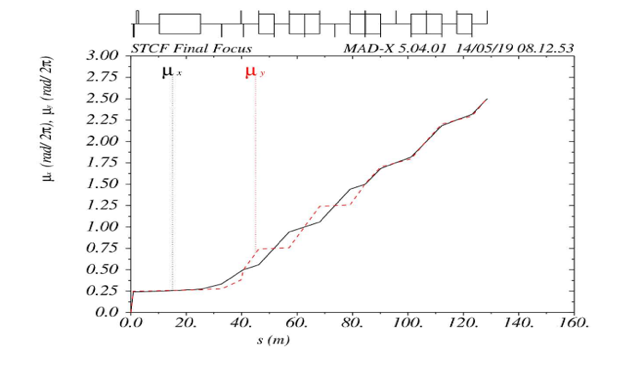 STCF Final Focus MAD-X 5.04.01 14/05/19 08.12.53
3.00
2.75
2.50
2.25
2.00
1.75
1.50
1.25
1.00
0.75
0.50
0.25
0.0
μx (rad/2π), μy (rad/2π)
μ x
μ y
0.0 20. 40. 60. 80. 100. 120. 140. 160.
s (m)